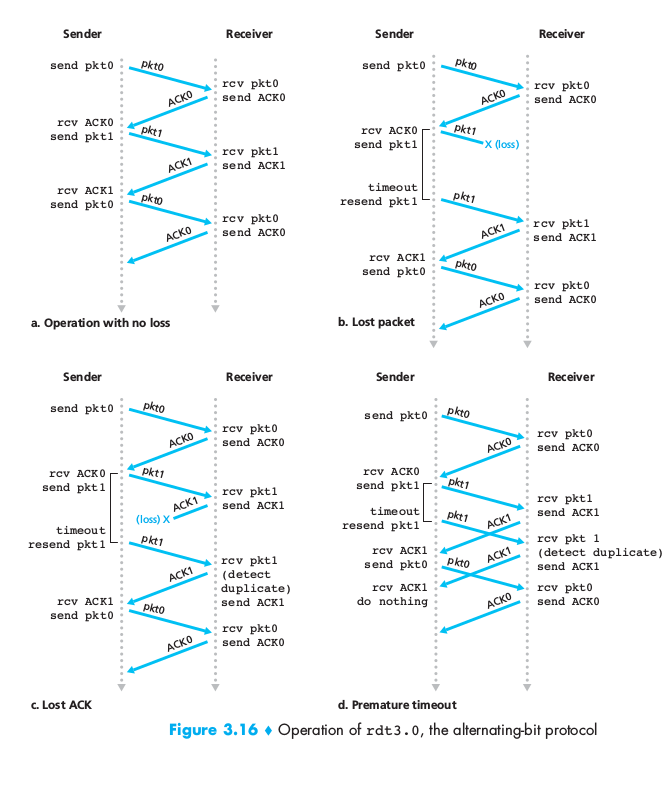 Sender
Receiver
send pkt0
pkt0
rcv pkt0
send ACK0
ACK0
rcv ACK0
send pkt1
pkt1
rcv pkt1
send ACK1
ACK1
rcv ACK1
send pkt0
pkt0
rcv pkt0
send ACK0
ACK0
a. Operation with no loss
Sender
Receiver
send pkt0
pkt0
rcv pkt0
send ACK0
ACK0
rcv ACK0
send pkt1
pkt1
X (loss)
timeout
resend pkt1
pkt1
rcv pkt1
send ACK1
ACK1
rcv ACK1
send pkt0
pkt0
rcv pkt0
send ACK0
ACK0
b. Lost packet
Sender
Receiver
send pkt0
pkt0
rcv pkt0
send ACK0
ACK0
rcv ACK0
send pkt1
pkt1
rcv pkt1
send ACK1
ACK1
(loss) X
timeout
resend pkt1
pkt1
rcv pkt1
(detect
duplicate)
send ACK1
ACK1
rcv ACK1
send pkt0
pkt0
rcv pkt0
send ACK0
ACK0
c. Lost ACK
Sender
Receiver
send pkt0
pkt0
rcv pkt0
send ACK0
ACK0
rcv ACK0
send pkt1
pkt1
rcv pkt1
send ACK1
ACK1
timeout
resend pkt1
pkt1
rcv pkt 1
(detect duplicate)
send ACK1
ACK1
rcv ACK1
send pkt0
pkt0
rcv ACK1
do nothing
rcv pkt0
send ACK0
ACK0
d. Premature timeout
Figure 3.16 ♦ Operation of rdt3.0, the alternating-bit protocol